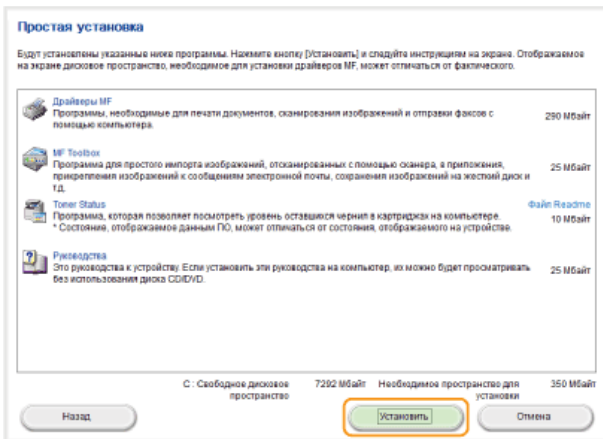 Простая установка
Будут установлены указанные ниже программы. Нажмите кнопку [Установить] и следуйте инструкциям на экране. Отображаемое
на экране дисковое пространство, необходимое для установки драйверов MF, может отличаться от фактического.
Драйверы MF
Программы, необходимые для печати документов, сканирования изображений и отправки факсов с
помощью компьютера.
290 Мбайт
MF Toolbox
Программа для простого импорта изображений, отсканированных с помощью сканера, в приложения,
прикрепления изображений к сообщениям электронной почты, сохранения изображений на жесткий диск и
т.д.
25 Мбайт
Toner Status
Файл Readme
Программа, которая позволяет посмотреть уровень оставшихся чернил в картриджах на компьютере.
10 Мбайт
* Состояние, отображаемое данным ПО, может отличаться от состояния, отображаемого на устройстве.
Руководства
Это руководства к устройству. Если установить эти руководства на компьютер, их можно будет просматривать
без использования диска CD/DVD.
25 Мбайт
C : Свободное дисковое
пространство
7292 Мбайт
Необходимое пространство для
установки
350 Мбайт
Назад
Установить
Отмена